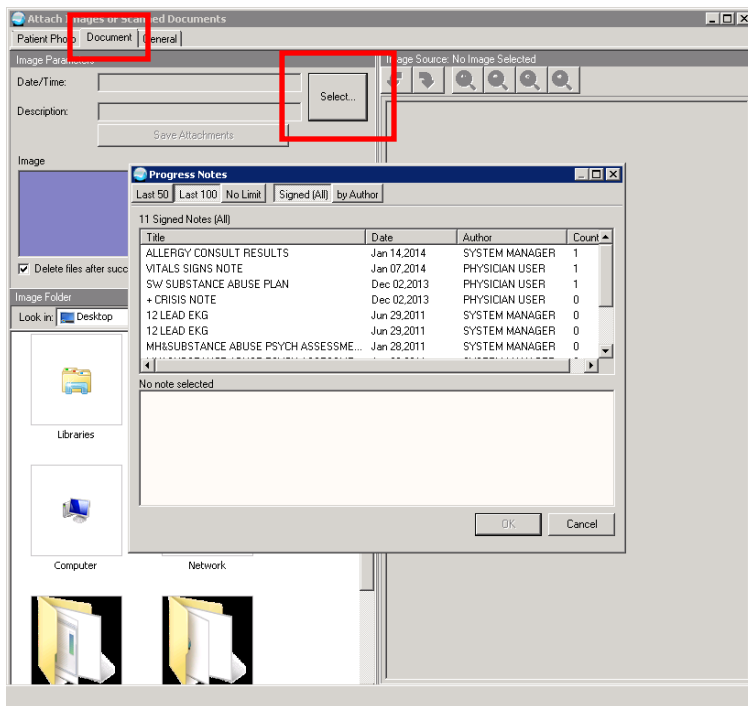 Attach Images or Scanned Documents
Patient Photo Document General
Image Parameters
Image Source: No Image Selected
Date/Time:
Select...
Description:
Save Attachments
Image
Progress Notes
Last 50 Last 100 No Limit Signed (All) by Author
11 Signed Notes (All)
Title Date Author Count
ALLERGY CONSULT RESULTS Jan 14,2014 SYSTEM MANAGER 1
VITALS SIGNS NOTE Jan 07,2014 PHYSICIAN USER 1
SW SUBSTANCE ABUSE PLAN Dec 02,2013 PHYSICIAN USER 1
+ CRISIS NOTE Dec 02,2013 PHYSICIAN USER 0
12 LEAD EKG Jun 29,2011 SYSTEM MANAGER 0
12 LEAD EKG Jun 29,2011 SYSTEM MANAGER 0
MH&SUBSTANCE ABUSE PSYCH ASSESSME... Jan 28,2011 SYSTEM MANAGER 0
Delete files after succ
Image Folder
Look in: Desktop
No note selected
Libraries
OK Cancel
Computer Network